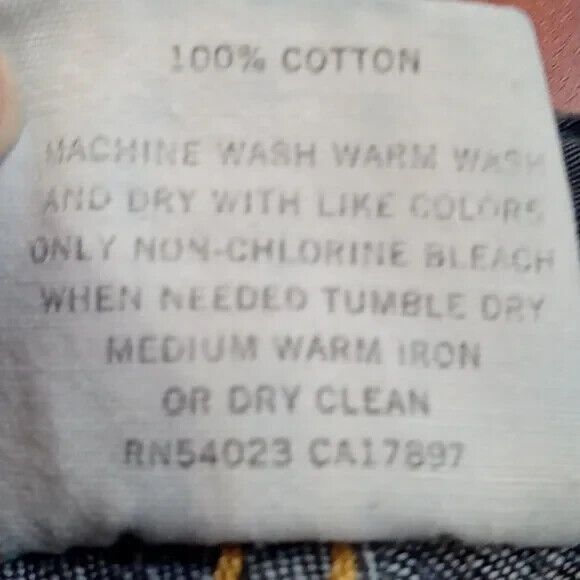 100% COTTON
MACHINE WASH WARM WASH
AND DRY WITH LIKE COLORS
ONLY NON-CHLORINE BLEACH
WHEN NEEDED TUMBLE DRY
MEDIUM WARM IRON
OR DRY CLEAN
RN54023 CA17897